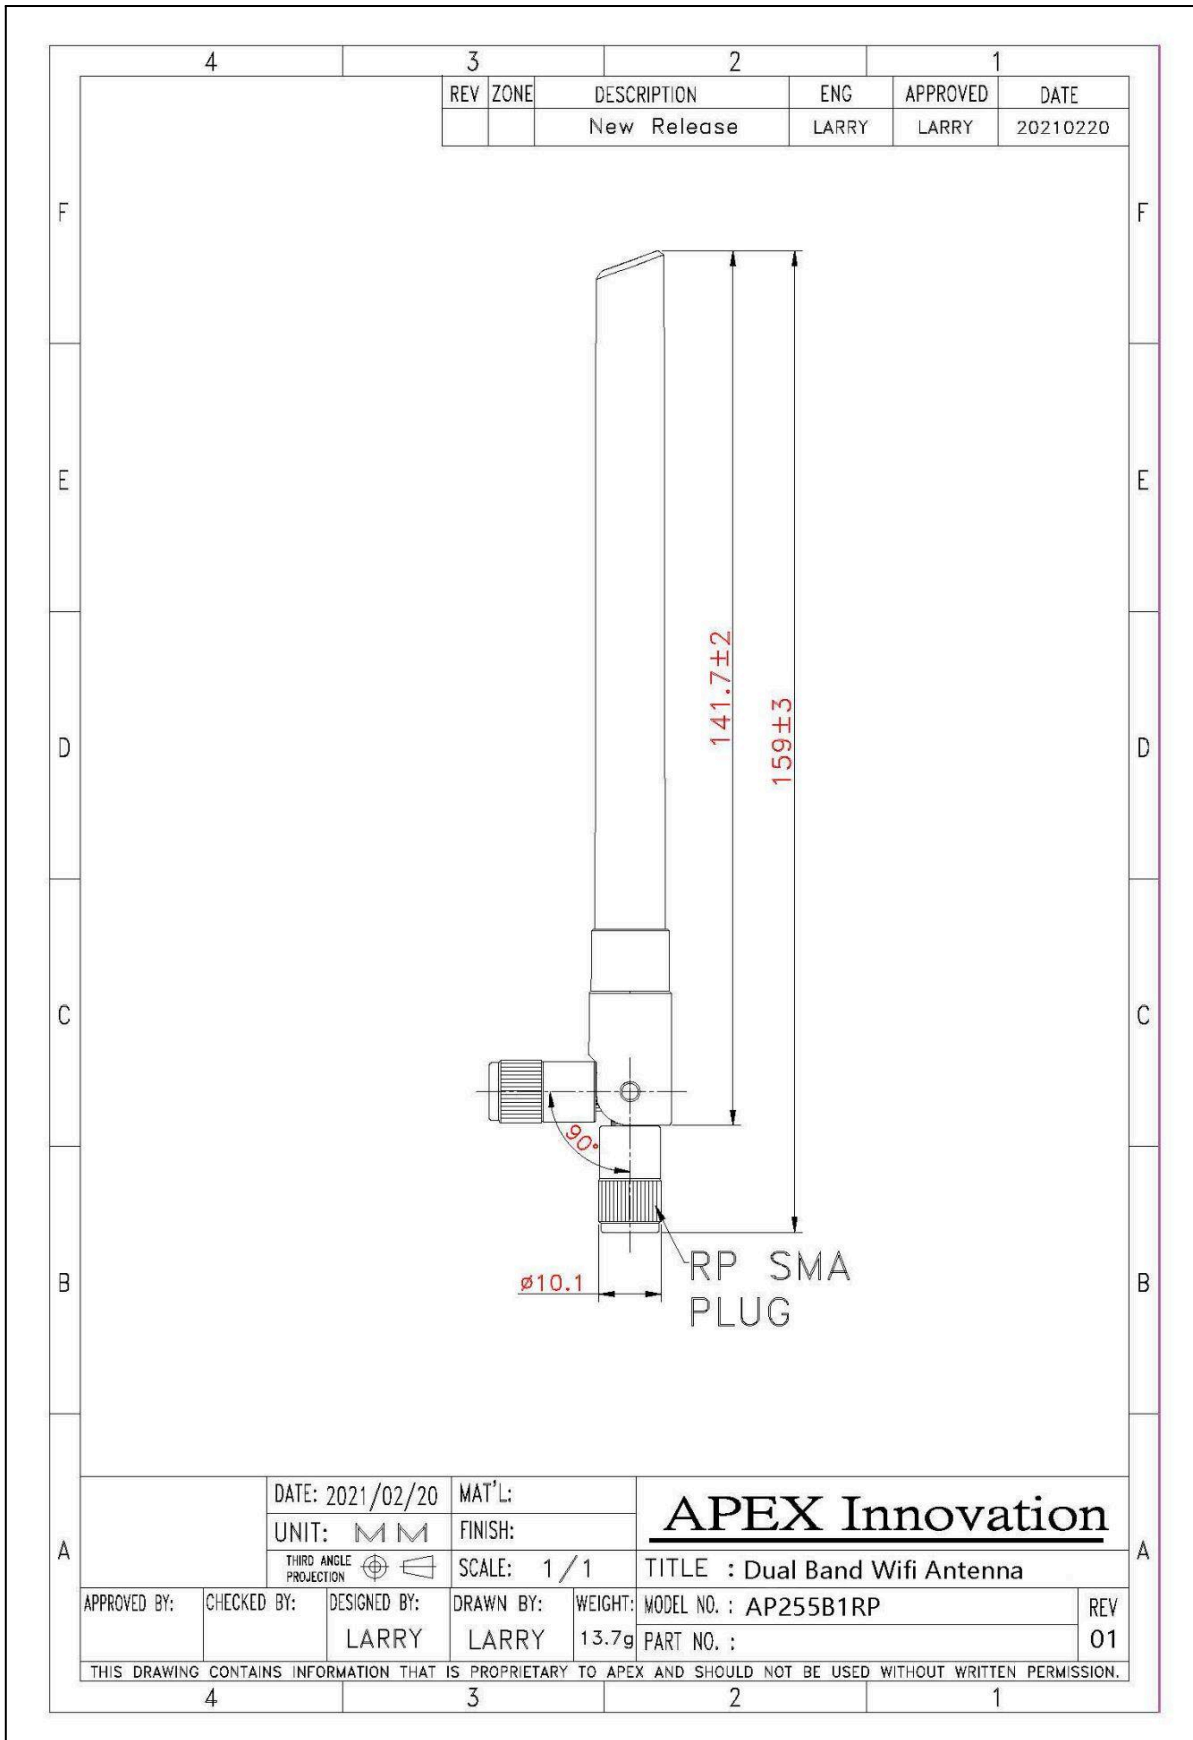 4 3 2 1
REV ZONE DESCRIPTION ENG APPROVED DATE
New Release LARRY LARRY 20210220
F F
E E
141.7±2
159±3
D D
C C
90°
RP SMA
PLUG
ø10.1
B B
DATE: 2021/02/20 MAT'L:
APEX Innovation
UNIT: MM FINISH:
A A
THIRD ANGLE
PROJECTION
SCALE: 1/1 TITLE : Dual Band Wifi Antenna
APPROVED BY: CHECKED BY: DESIGNED BY: DRAWN BY: WEIGHT: MODEL NO. : AP255B1RP REV
LARRY LARRY 13.7g PART NO. : 01
THIS DRAWING CONTAINS INFORMATION THAT IS PROPRIETARY TO APEX AND SHOULD NOT BE USED WITHOUT WRITTEN PERMISSION.
4 3 2 1